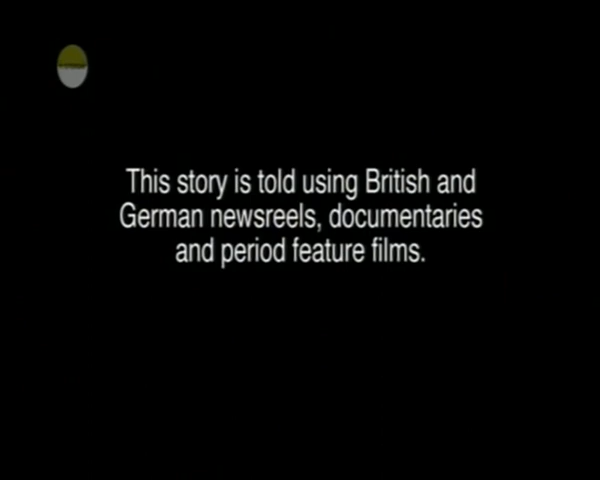 This story is told using British and
German newsreels, documentaries
and period feature films.